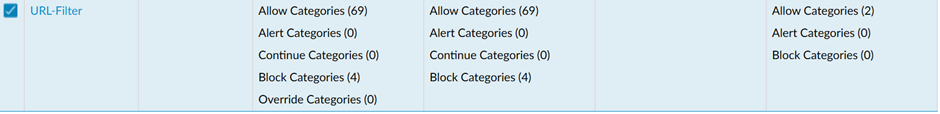 URL-Filter
Allow Categories (69)
Alert Categories (0)
Continue Categories (0)
Block Categories (4)
Override Categories (0)
Allow Categories (69)
Alert Categories (0)
Continue Categories (0)
Block Categories (4)
Allow Categories (2)
Alert Categories (0)
Block Categories (0)